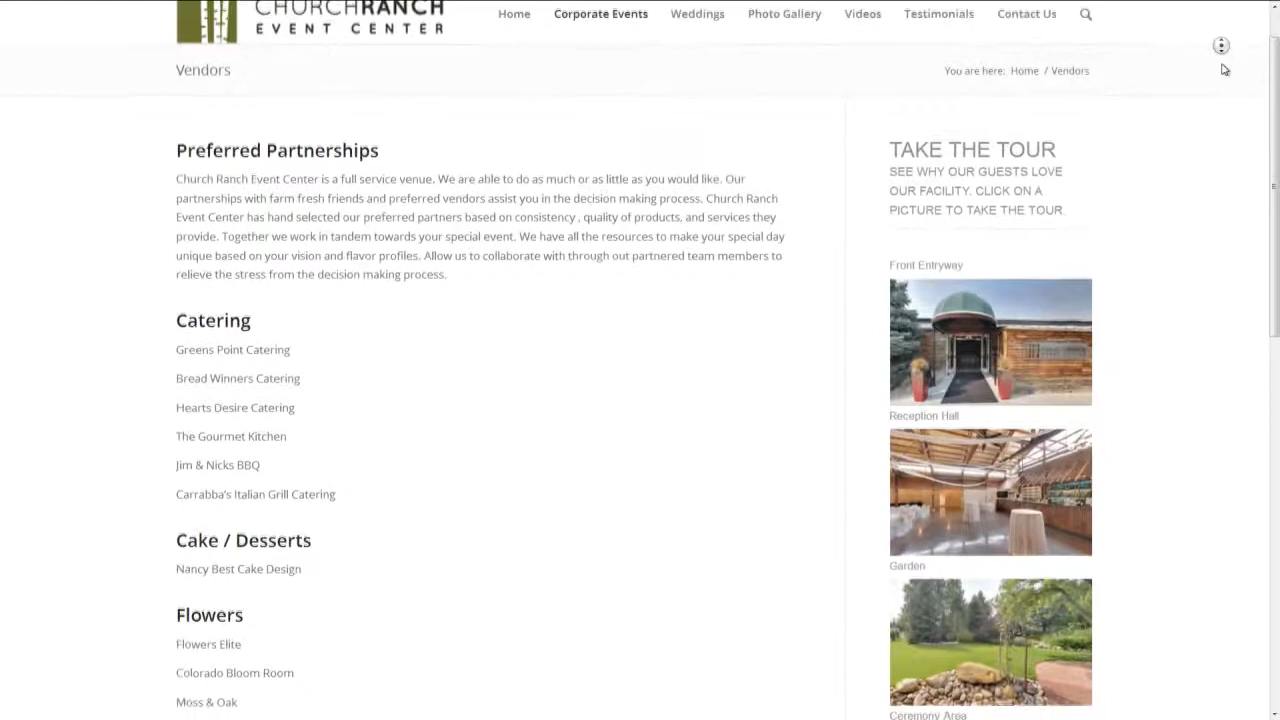 CHURCHRANCH
EVENT CENTER
Home Corporate Events Weddings Photo Gallery Videos Testimonials Contact Us
Vendors
You are here: Home / Vendors
Preferred Partnerships
Church Ranch Event Center is a full service venue. We are able to do as much or as little as you would like. Our
partnerships with farm fresh friends and preferred vendors assist you in the decision making process. Church Ranch
Event Center has hand selected our preferred partners based on consistency , quality of products, and services they
provide. Together we work in tandem towards your special event. We have all the resources to make your special day
unique based on your vision and flavor profiles. Allow us to collaborate with through out partnered team members to
relieve the stress from the decision making process.
Catering
Greens Point Catering
Bread Winners Catering
Hearts Desire Catering
The Gourmet Kitchen
Jim & Nicks BBQ
Carrabba's Italian Grill Catering
Cake / Desserts
Nancy Best Cake Design
Flowers
Flowers Elite
Colorado Bloom Room
Moss & Oak
TAKE THE TOUR
SEE WHY OUR GUESTS LOVE
OUR FACILITY. CLICK ON A
PICTURE TO TAKE THE TOUR.
Front Entryway
Reception Hall
Garden
Ceremony Area